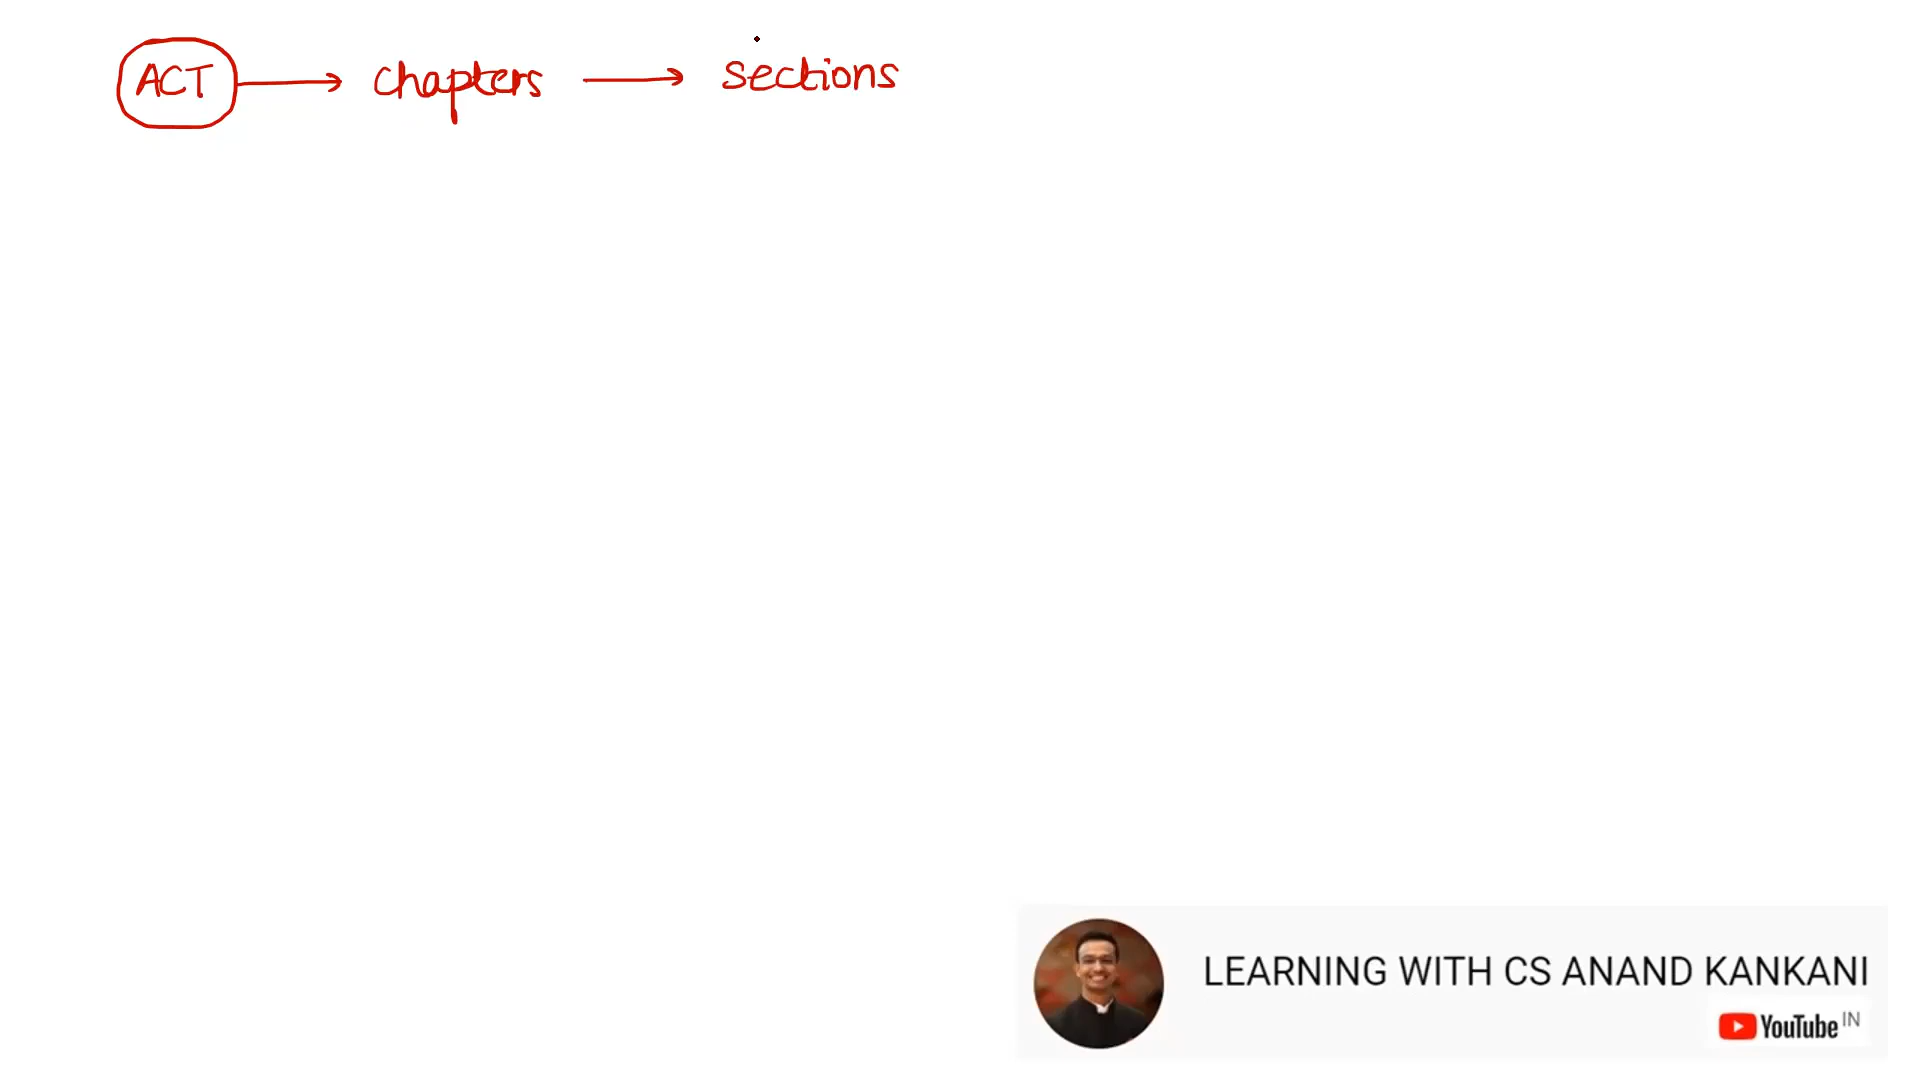 ACT → chapters → sections
LEARNING WITH CS ANAND KANKANI
YouTube IN